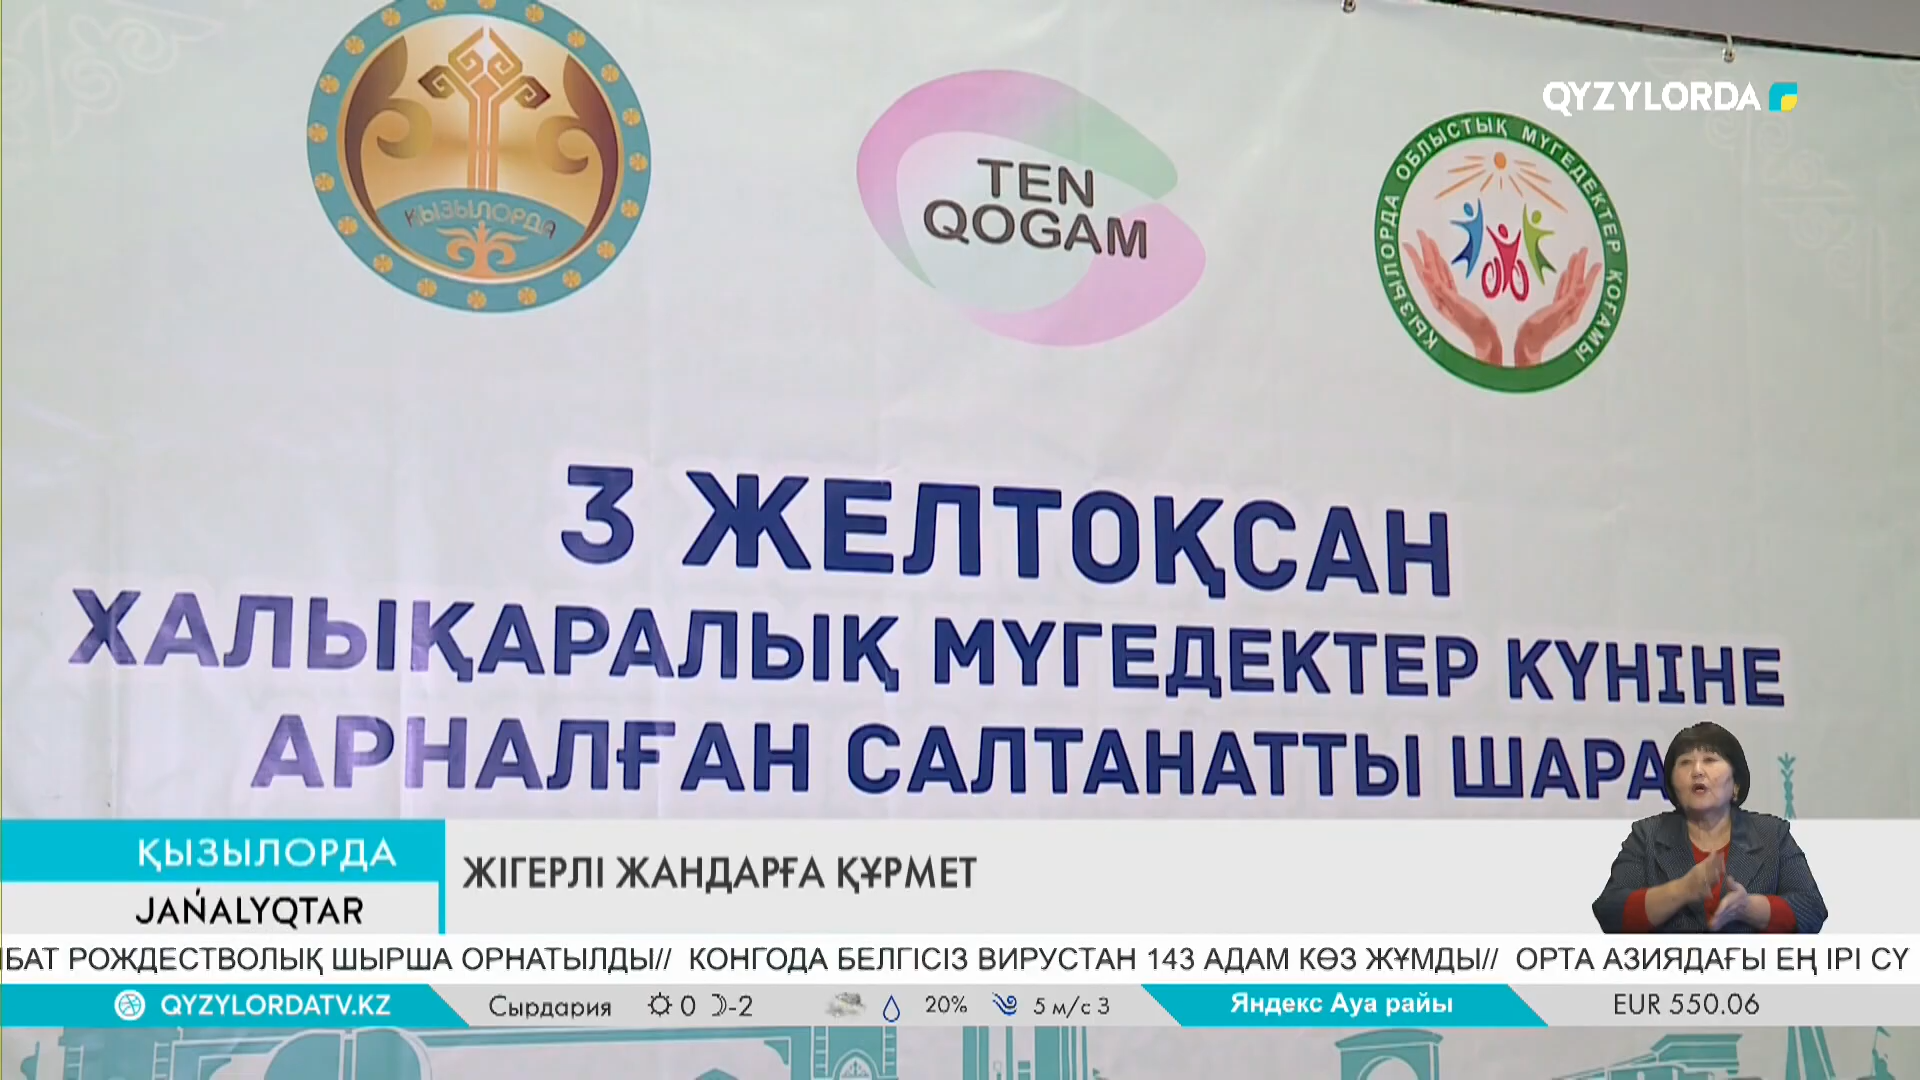 QYZYLORDA
ҚЫЗЫЛОРДА
TEN
QOGAM
ҚЫЗЫЛОРДА ОБЛЫСТЫҚ МҮГЕДЕКТЕР ҚОҒАМЫ
3 ЖЕЛТОҚСАН
ХАЛЫҚАРАЛЫҚ МҮГЕДЕКТЕР КҮНІНЕ
АРНАЛҒАН САЛТАНАТТЫ ШАРА
ҚЫЗЫЛОРДА
JAŃALYQTAR
ЖІГЕРЛІ ЖАНДАРҒА ҚҰРМЕТ
БАТ РОЖДЕСТВОЛЫҚ ШЫРША ОРНАТЫЛДЫ// КОНГОДА БЕЛГІСІЗ ВИРУСТАН 143 АДАМ КӨЗ ЖҰМДЫ// ОРТА АЗИЯДАҒЫ ЕҢ ІРІ СҮ
QYZYLORDATV.KZ
Сырдария 0 -2 20% 5 м/с З
Яндекс Ауа райы
EUR 550.06